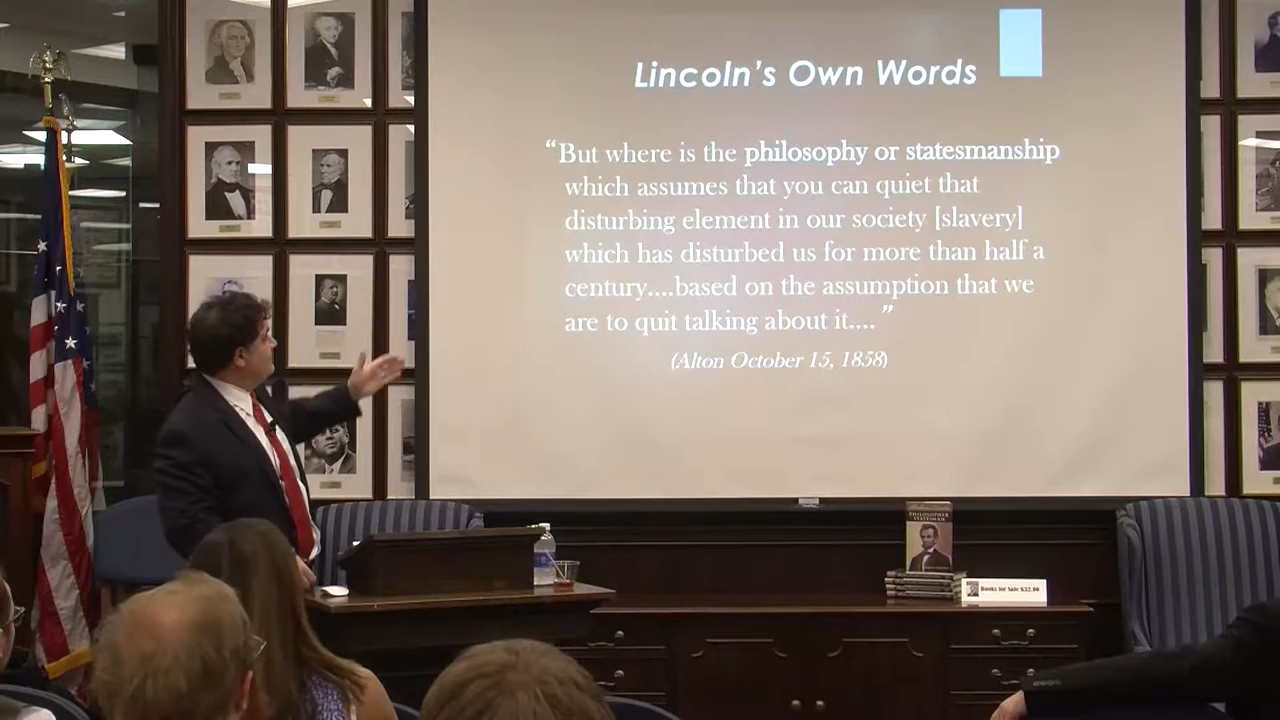 Lincoln's Own Words
“But where is the philosophy or statesmanship
which assumes that you can quiet that
disturbing element in our society [slavery]
which has disturbed us for more than half a
century....based on the assumption that we
are to quit talking about it.... ”
(Alton October 15, 1858)
PHILOSOPHER
STATESMAN
Books for Sale $32.00